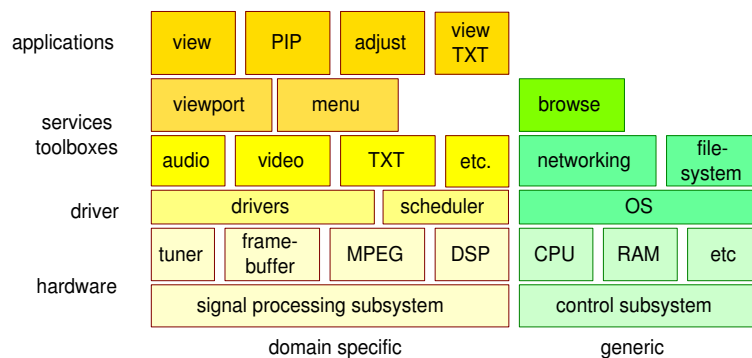 applications
view
PIP
adjust
view
TXT
services
toolboxes
viewport
menu
browse
audio
video
TXT
etc.
networking
file-
system
driver
drivers
scheduler
OS
hardware
tuner
frame-
buffer
MPEG
DSP
CPU
RAM
etc
signal processing subsystem
control subsystem
domain specific
generic